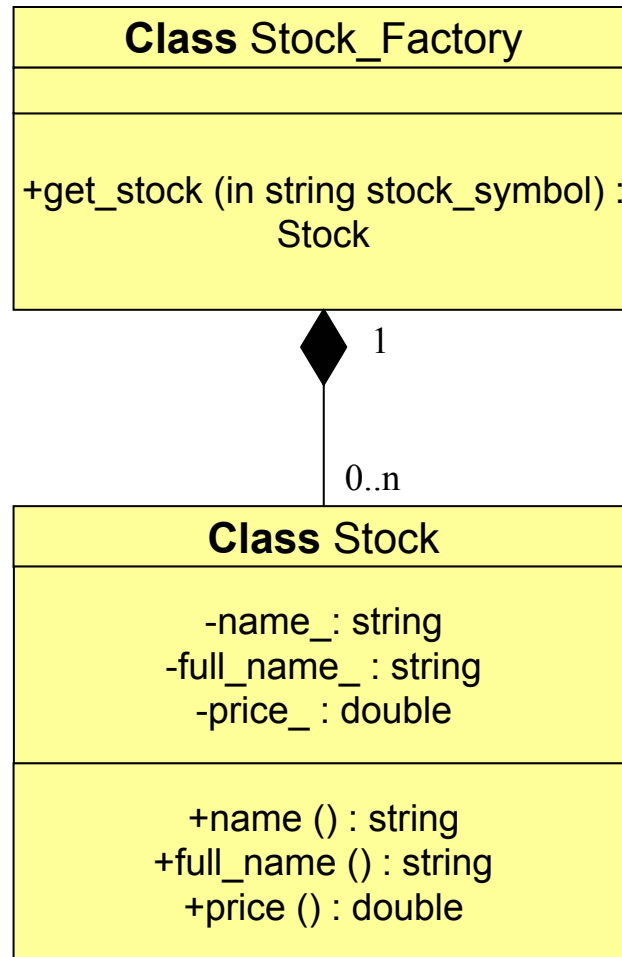 Class Stock_Factory
+get_stock (in string stock_symbol) :
Stock
1
0..n
Class Stock
-name_: string
-full_name_ : string
-price_ : double
+name () : string
+full_name () : string
+price () : double